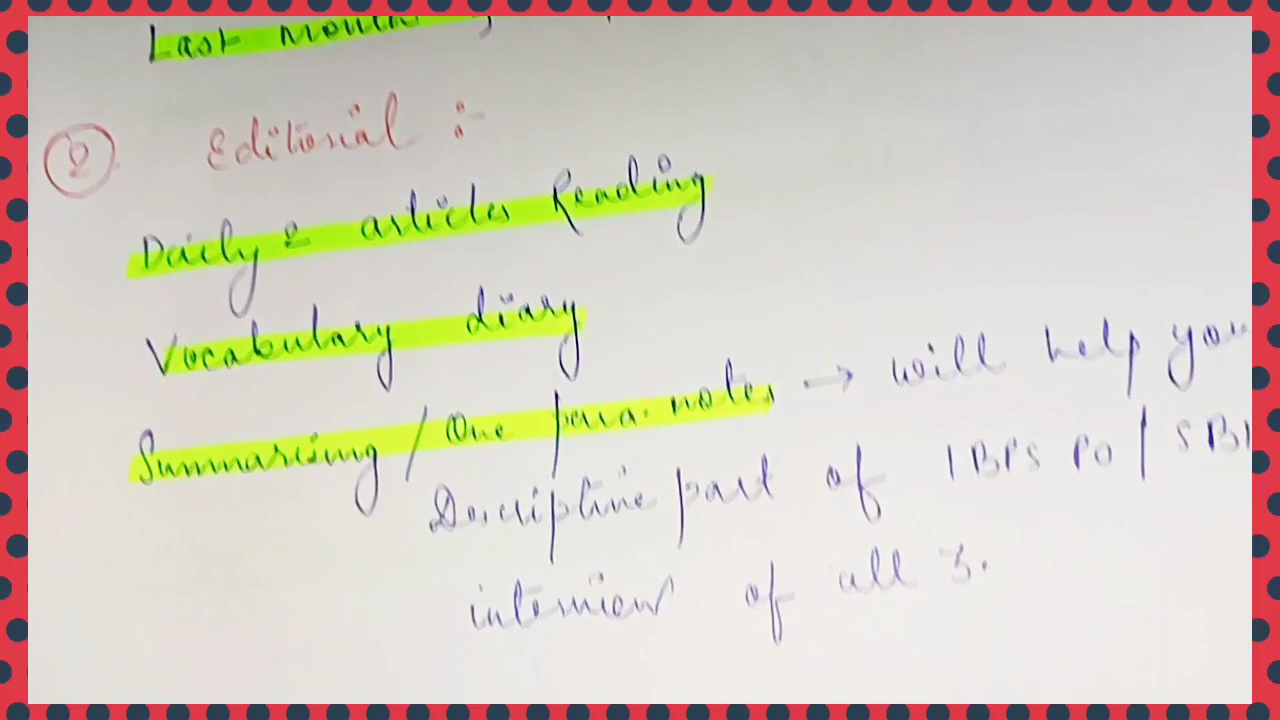 Last Month
② Editorial :-
Daily 2 articles Reading
Vocabulary diary
Summarising / One para. notes → will help you
Descriptive part of IBPS PO / SBI
interview of all 3.